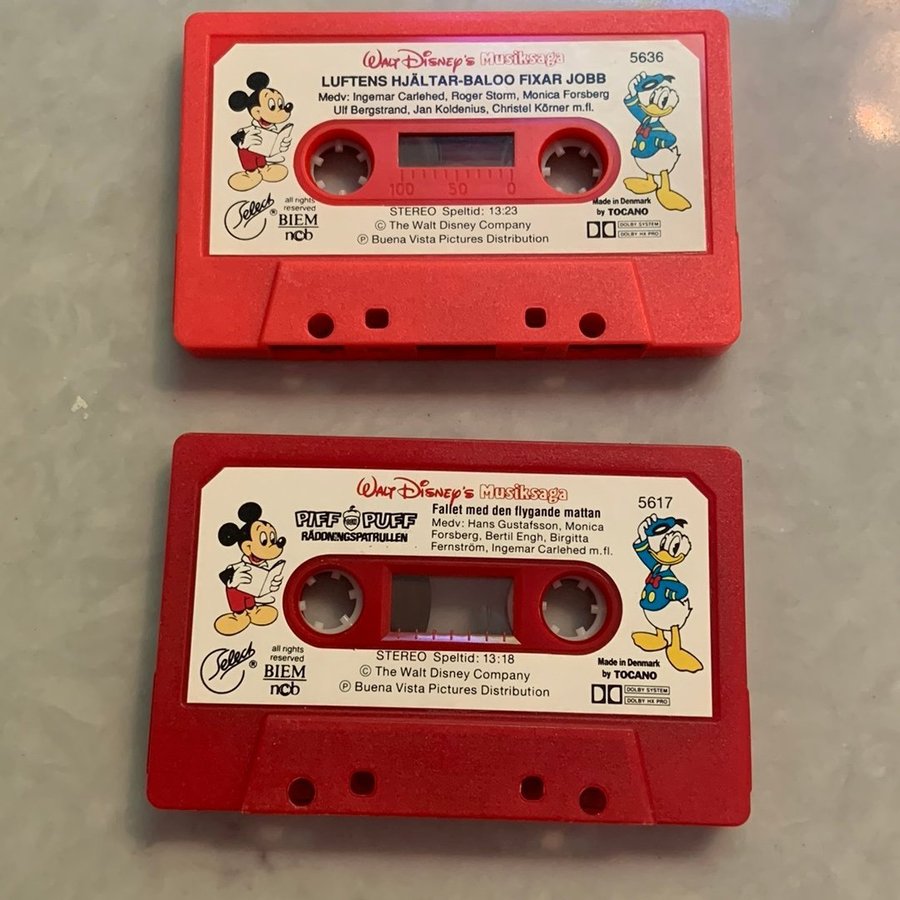 Walt Disney's Musiksaga
5636
LUFTENS HJÄLTAR-BALOO FIXAR JOBB
Medv: Ingemar Carlehed, Roger Storm, Monica Forsberg
Ulf Bergstrand, Jan Koldenius, Christel Körner m.fl.
100 50 0
Select ®
all rights
reserved
BIEM
ncb
STEREO Speltid: 13:23
© The Walt Disney Company
℗ Buena Vista Pictures Distribution
Made in Denmark
by TOCANO
DOLBY SYSTEM
DOLBY HX PRO
Walt Disney's Musiksaga
5617
PIFF PUFF
RÄDDNINGSPATRULLEN
Fallet med den flygande mattan
Medv: Hans Gustafsson, Monica
Forsberg, Bertil Engh, Birgitta
Fernström, Ingemar Carlehed m.fl.
Select ®
all rights
reserved
BIEM
ncb
STEREO Speltid: 13:18
© The Walt Disney Company
℗ Buena Vista Pictures Distribution
Made in Denmark
by TOCANO
DOLBY SYSTEM
DOLBY HX PRO